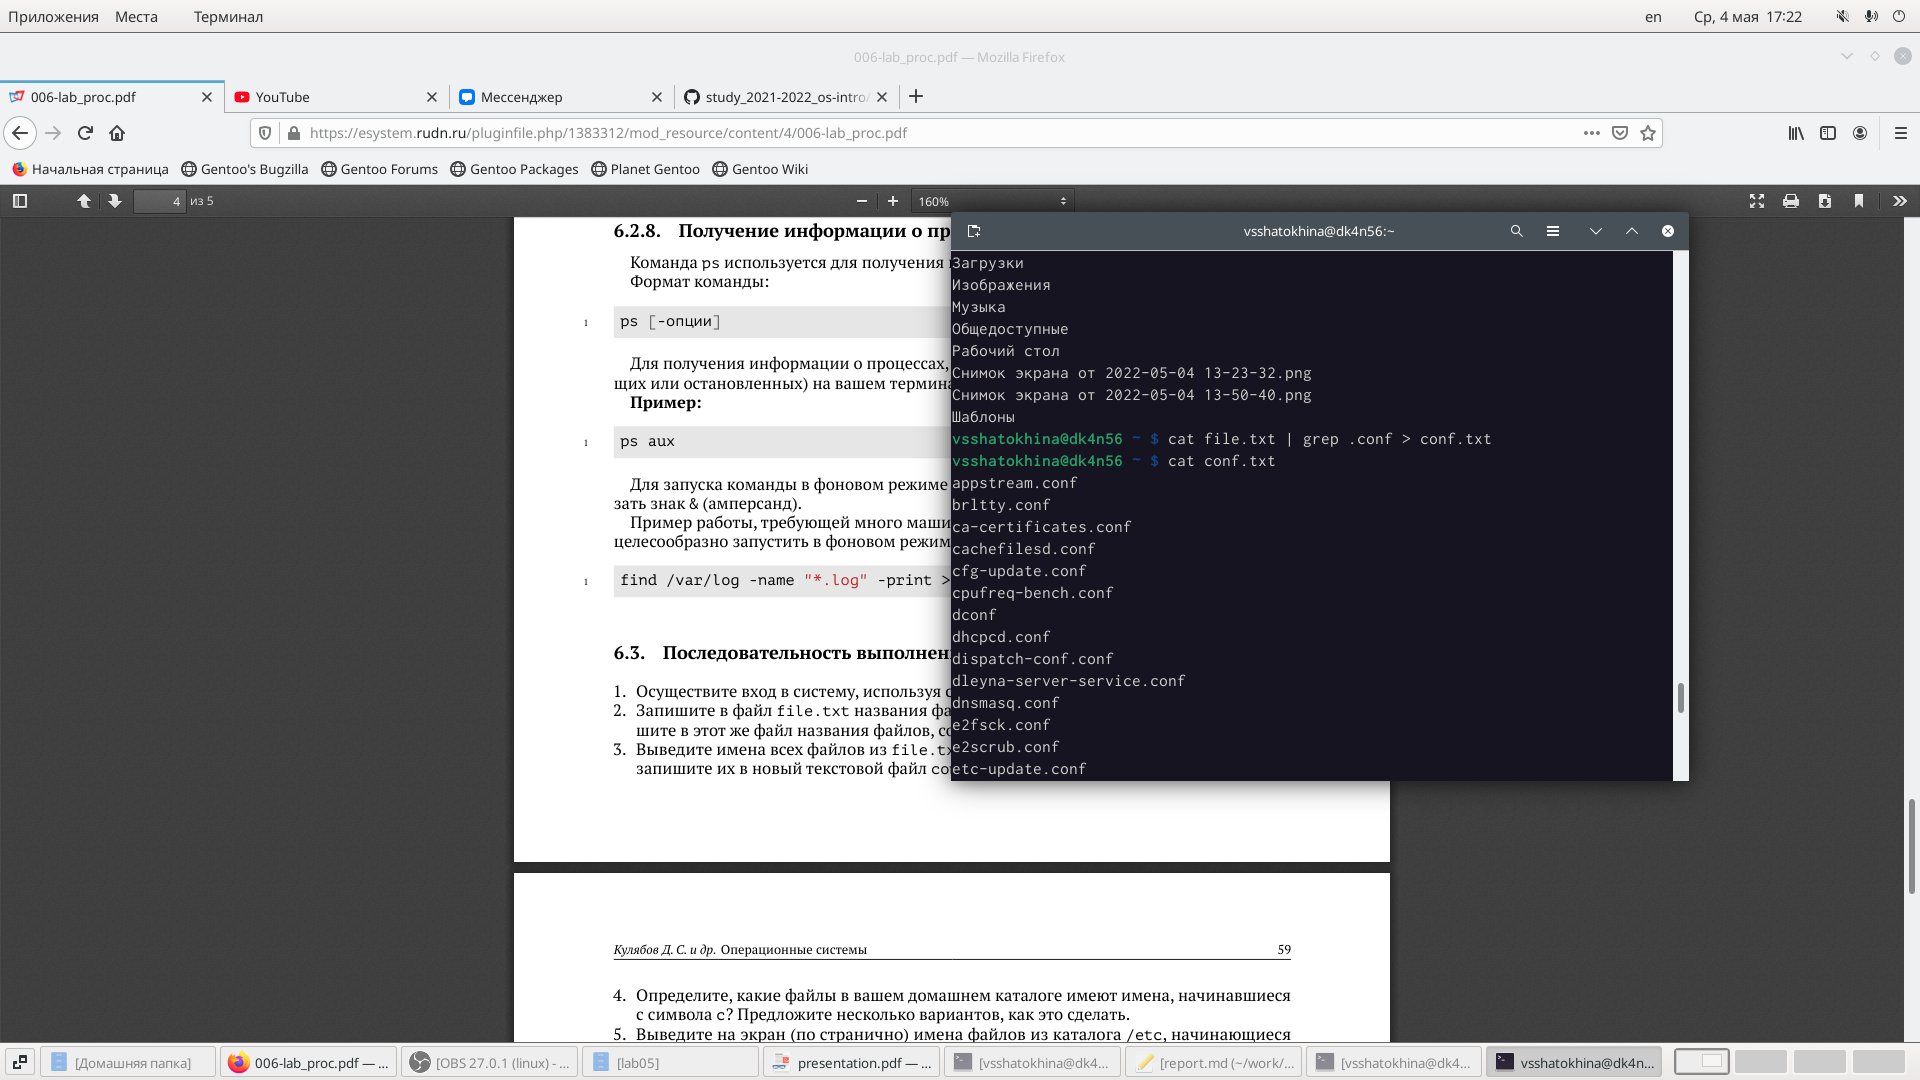 Приложения Места Терминал en Ср, 4 мая 17:22
006-lab_proc.pdf — Mozilla Firefox
006-lab_proc.pdf YouTube Мессенджер study_2021-2022_os-intro/
https://esystem.rudn.ru/pluginfile.php/1383312/mod_resource/content/4/006-lab_proc.pdf
Начальная страница Gentoo's Bugzilla Gentoo Forums Gentoo Packages Planet Gentoo Gentoo Wiki
4 из 5 160%
6.2.8. Получение информации о пр
Команда ps используется для получения
Формат команды:
1 ps [-опции]
Для получения информации о процессах,
щих или остановленных) на вашем термина
Пример:
1 ps aux
Для запуска команды в фоновом режиме
зать знак & (амперсанд).
Пример работы, требующей много маши
целесообразно запустить в фоновом режим
1 find /var/log -name "*.log" -print >
6.3. Последовательность выполнен
1. Осуществите вход в систему, используя с
2. Запишите в файл file.txt названия фа
шите в этот же файл названия файлов, со
3. Выведите имена всех файлов из file.tx
запишите их в новый текстовой файл co
vsshatokhina@dk4n56:~
Загрузки
Изображения
Музыка
Общедоступные
Рабочий стол
Снимок экрана от 2022-05-04 13-23-32.png
Снимок экрана от 2022-05-04 13-50-40.png
Шаблоны
vsshatokhina@dk4n56 ~ $ cat file.txt | grep .conf > conf.txt
vsshatokhina@dk4n56 ~ $ cat conf.txt
appstream.conf
brltty.conf
ca-certificates.conf
cachefilesd.conf
cfg-update.conf
cpufreq-bench.conf
dconf
dhcpcd.conf
dispatch-conf.conf
dleyna-server-service.conf
dnsmasq.conf
e2fsck.conf
e2scrub.conf
etc-update.conf
Кулябов Д. С. и др. Операционные системы 59
4. Определите, какие файлы в вашем домашнем каталоге имеют имена, начинавшиеся
с символа c? Предложите несколько вариантов, как это сделать.
5. Выведите на экран (по странично) имена файлов из каталога /etc, начинающиеся
[Домашняя папка] 006-lab_proc.pdf — ... [OBS 27.0.1 (linux) - ... [lab05] presentation.pdf — ... [vsshatokhina@dk4... [report.md (~/work/... [vsshatokhina@dk4... vsshatokhina@dk4n...